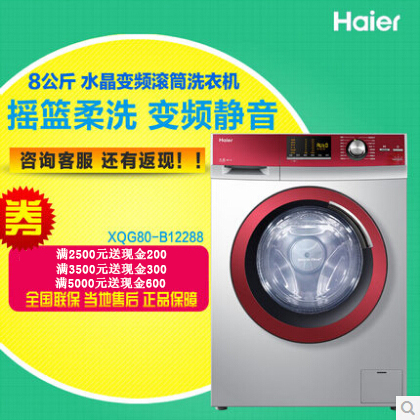 Haier
8公斤 水晶变频滚筒洗衣机
摇篮柔洗 变频静音
咨询客服 还有返现！！
券
XQG80-B12288
满2500元送现金200
满3500元送现金300
满5000元送现金600
全国联保 当地售后 正品保障
Haier